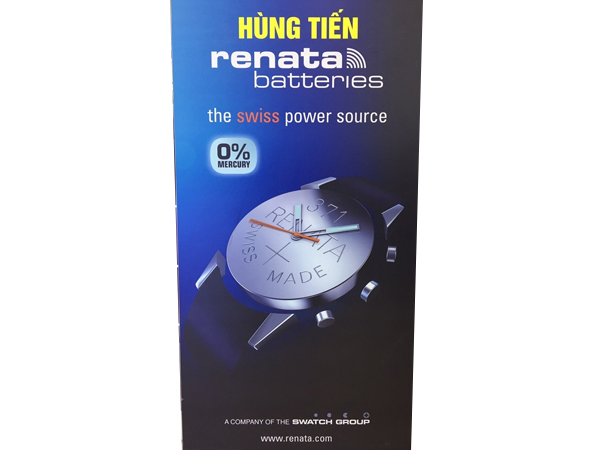 HÙNG TIẾN
renata
batteries
the swiss power source
0%
MERCURY
371
RENATA
SWISS
MADE
A COMPANY OF THE SWATCH GROUP
www.renata.com